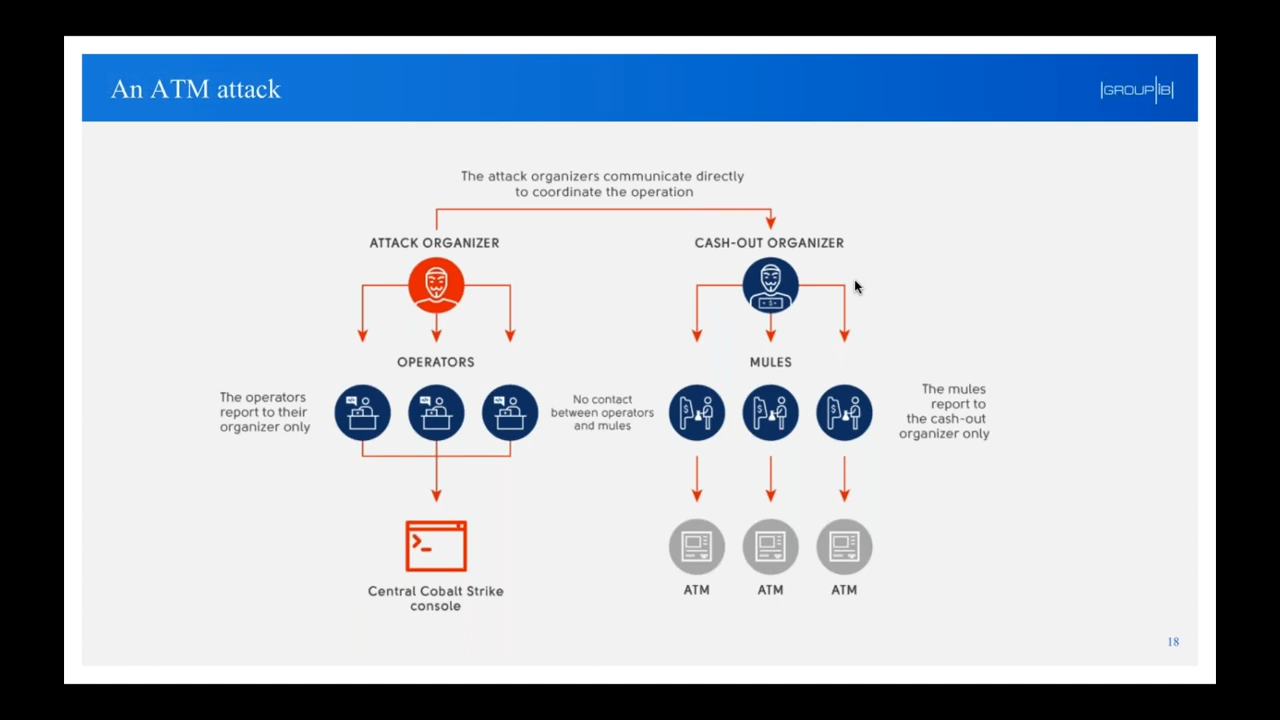 An ATM attack
|GROUP|iB|
The attack organizers communicate directly
to coordinate the operation
ATTACK ORGANIZER
CASH-OUT ORGANIZER
OPERATORS
MULES
The operators
report to their
organizer only
No contact
between operators
and mules
The mules
report to
the cash-out
organizer only
Central Cobalt Strike
console
ATM
ATM
ATM
18